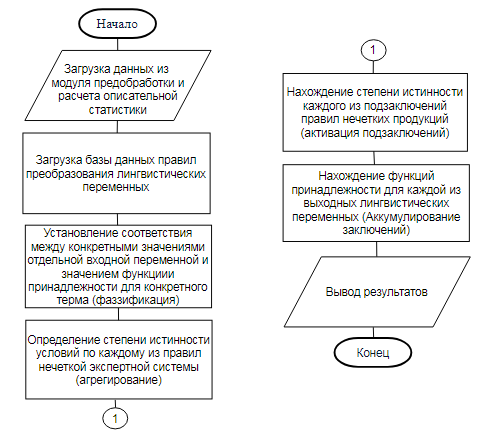 Начало
Загрузка данных из
модуля предобработки и
расчета описательной
статистики
Загрузка базы данных правил
преобразования лингвистических
переменных
Установление соответствия
между конкретными значениями
отдельной входной переменной и
значением функциии
принадлежности для конкретного
терма (фаззификация)
Определение степени истинности
условий по каждому из правил
нечеткой экспертной системы
(агрегирование)
1
1
Нахождение степени истинности
каждого из подзаключений
правил нечетких продукций
(активация подзаключений)
Нахождение функций
принадлежности для каждой из
выходных лингвистических
переменных (Аккумулирование
заключений)
Вывод результатов
Конец